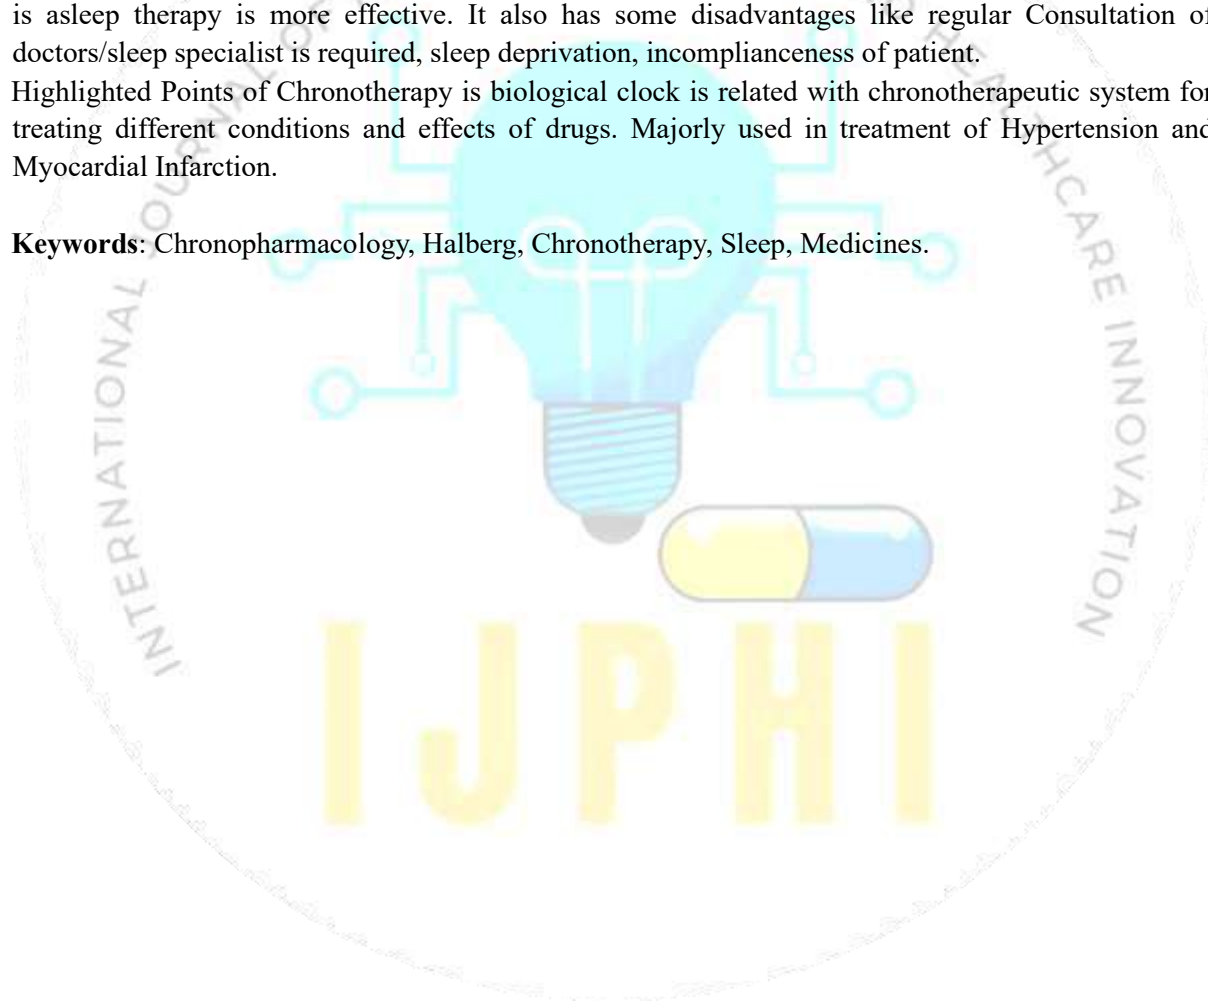 is asleep therapy is more effective. It also has some disadvantages like regular Consultation of
doctors/sleep specialist is required, sleep deprivation, incomplianceness of patient.
Highlighted Points of Chronotherapy is biological clock is related with chronotherapeutic system for
treating different conditions and effects of drugs. Majorly used in treatment of Hypertension and
Myocardial Infarction.
Keywords: Chronopharmacology, Halberg, Chronotherapy, Sleep, Medicines.
INTERNATIONAL JOURNAL OF
HEALTHCARE INNOVATION
IJPHI